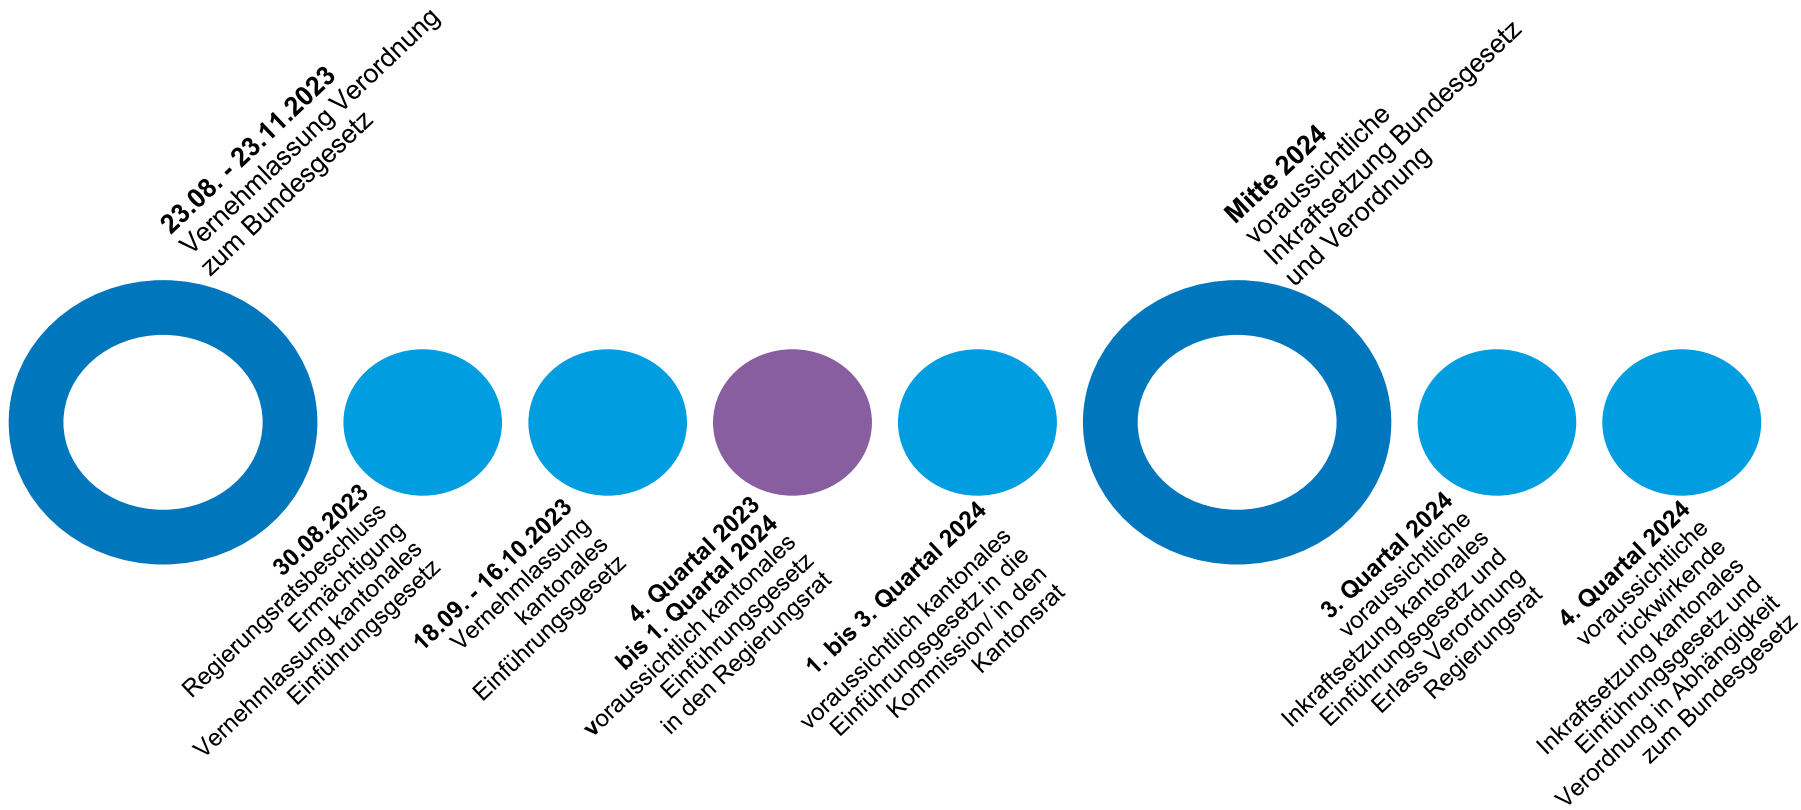 23.08. - 23.11.2023
Vernehmlassung Verordnung
zum Bundesgesetz
30.08.2023
Regierungsratsbeschluss
Ermächtigung
Vernehmlassung kantonales
Einführungsgesetz
18.09. - 16.10.2023
Vernehmlassung
kantonales
Einführungsgesetz
4. Quartal 2023
bis 1. Quartal 2024
voraussichtlich kantonales
Einführungsgesetz
in den Regierungsrat
1. bis 3. Quartal 2024
voraussichtlich kantonales
Einführungsgesetz in die
Kommission/ in den
Kantonsrat
Mitte 2024
voraussichtliche
Inkraftsetzung Bundesgesetz
und Verordnung
3. Quartal 2024
voraussichtliche
Inkraftsetzung kantonales
Einführungsgesetz und
Erlass Verordnung
Regierungsrat
4. Quartal 2024
voraussichtliche
rückwirkende
Inkraftsetzung kantonales
Einführungsgesetz und
Verordnung in Abhängigkeit
zum Bundesgesetz